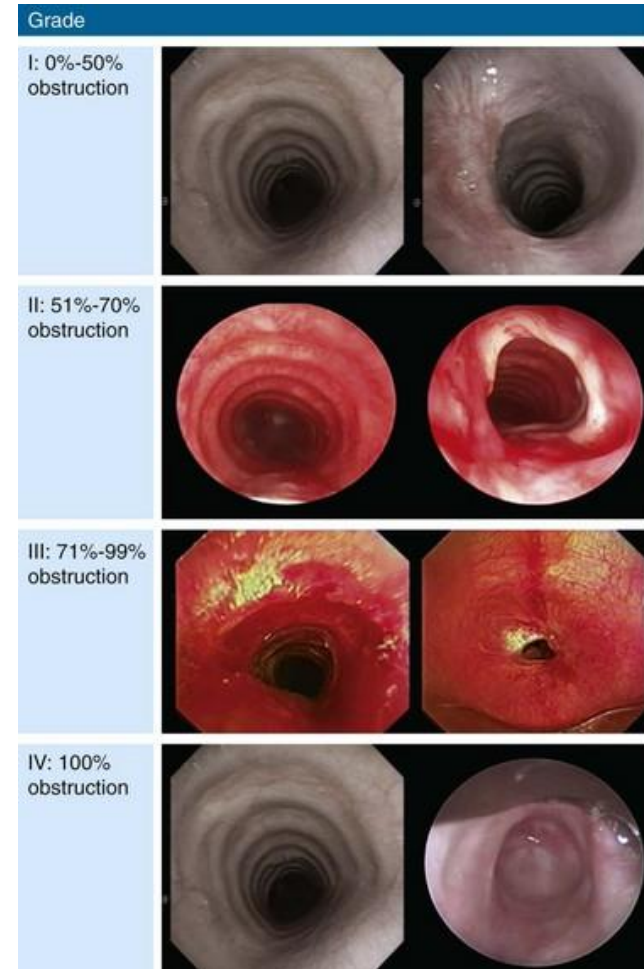 Grade
I: 0%-50%
obstruction
II: 51%-70%
obstruction
III: 71%-99%
obstruction
IV: 100%
obstruction